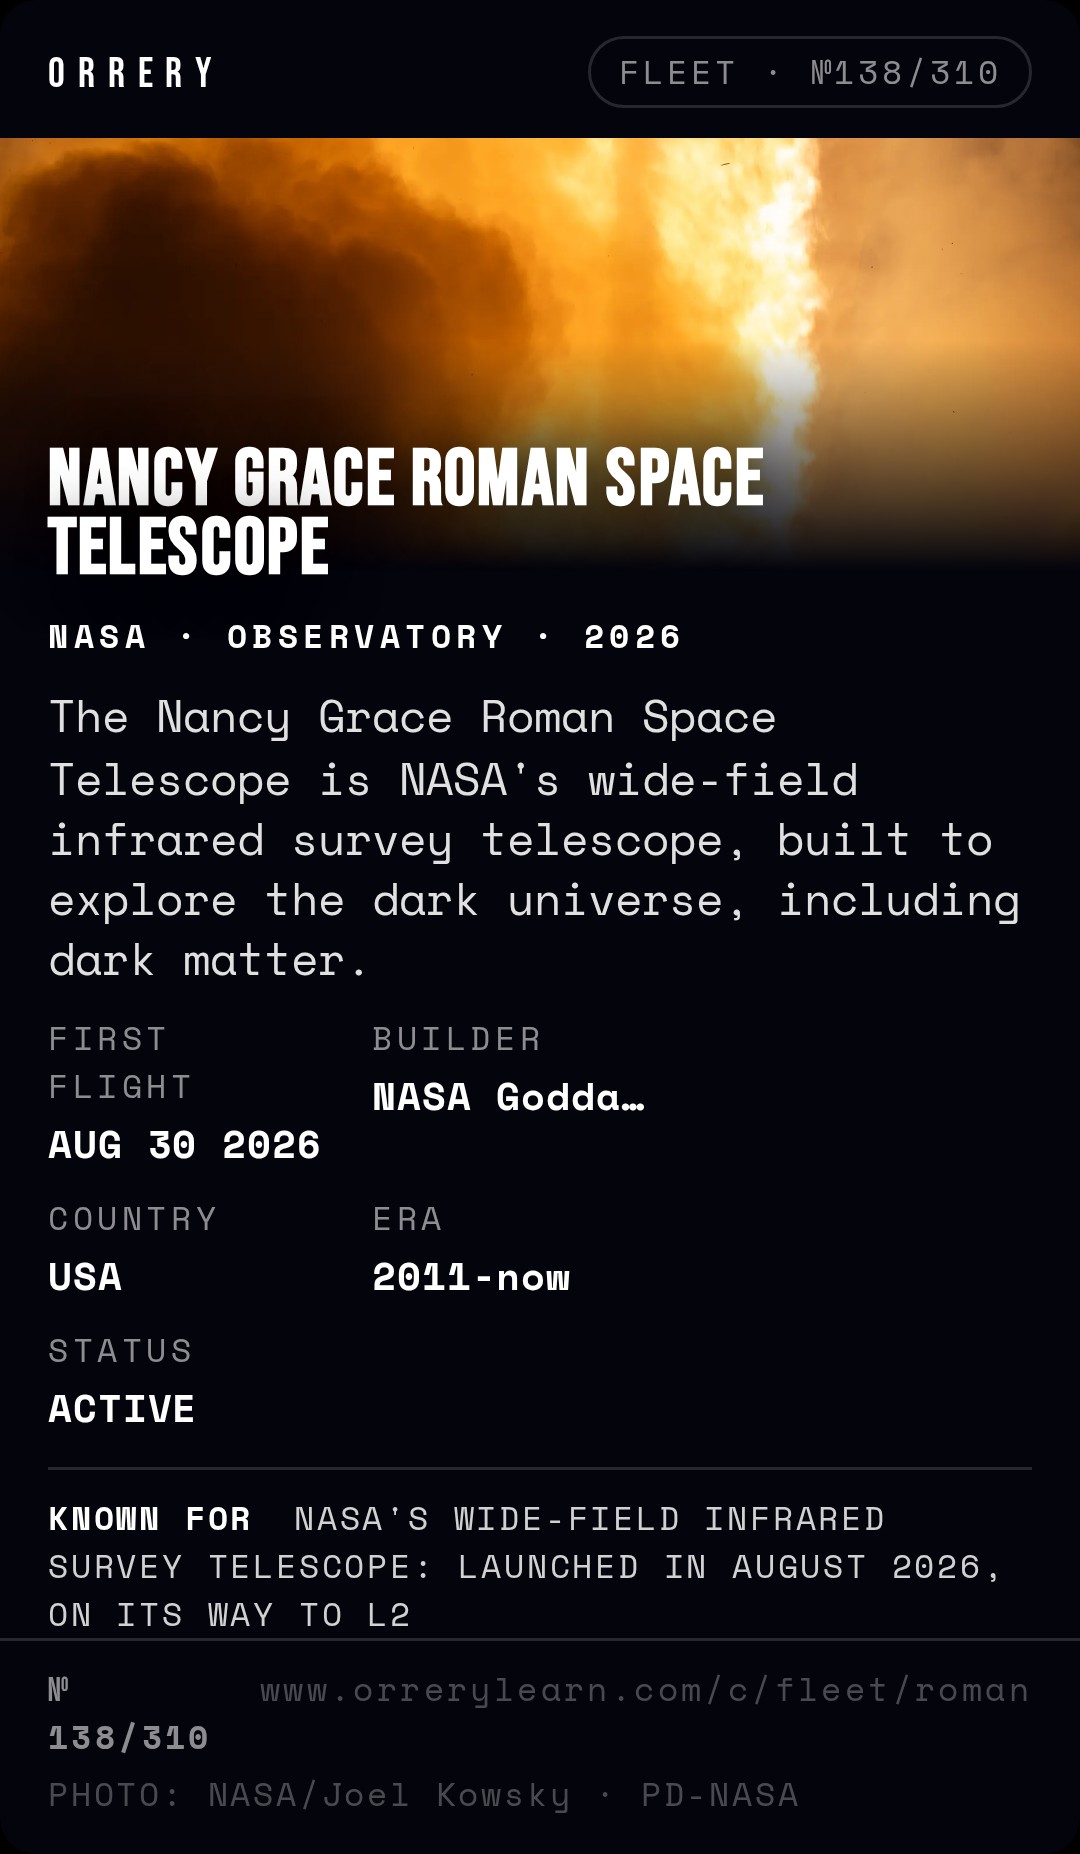 ORRERY
FLEET · №138/310
NANCY GRACE ROMAN SPACE
TELESCOPE
NASA · OBSERVATORY · 2026
The Nancy Grace Roman Space
Telescope is NASA's wide-field
infrared survey telescope, built to
explore the dark universe, including
dark matter.
FIRST
FLIGHT
AUG 30 2026
BUILDER
NASA Godda…
COUNTRY
USA
ERA
2011-now
STATUS
ACTIVE
KNOWN FOR NASA'S WIDE-FIELD INFRARED
SURVEY TELESCOPE: LAUNCHED IN AUGUST 2026,
ON ITS WAY TO L2
№
138/310
www.orrerylearn.com/c/fleet/roman
PHOTO: NASA/Joel Kowsky · PD-NASA